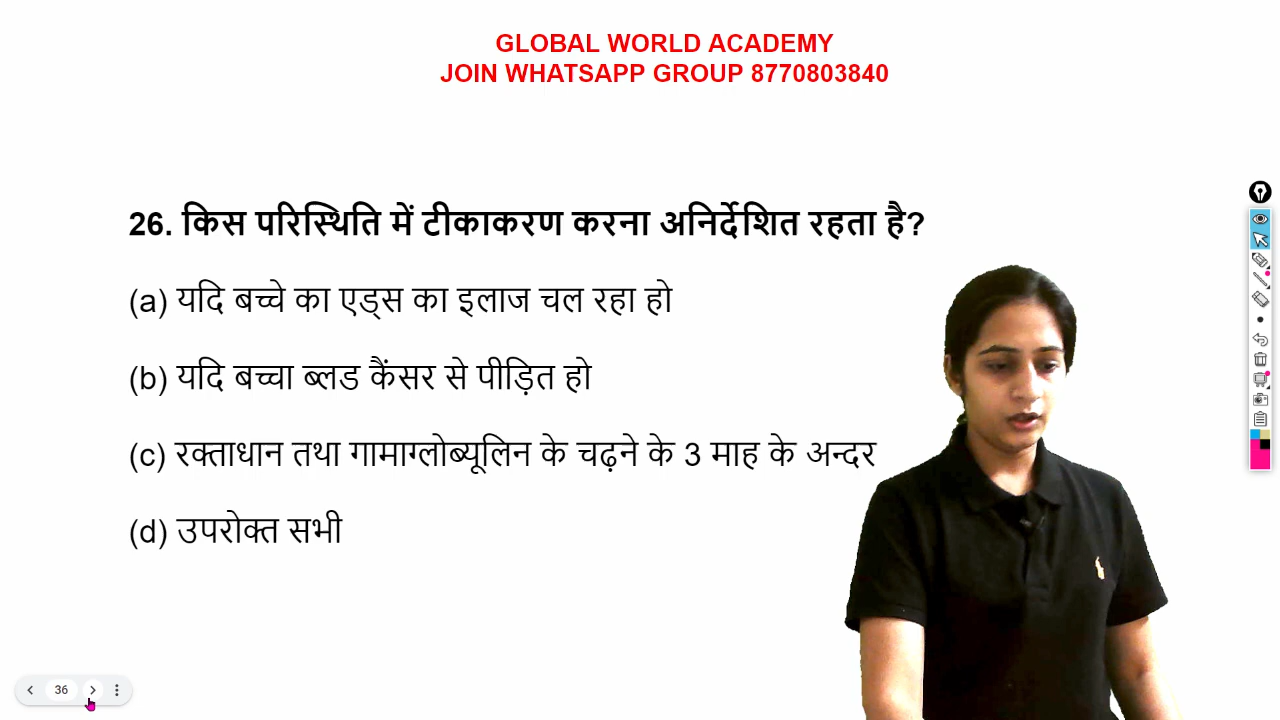 GLOBAL WORLD ACADEMY
JOIN WHATSAPP GROUP 8770803840
26. किस परिस्थिति में टीकाकरण करना अनिर्देशित रहता है?
(a) यदि बच्चे का एड्स का इलाज चल रहा हो
(b) यदि बच्चा ब्लड कैंसर से पीड़ित हो
(c) रक्ताधान तथा गामाग्लोब्यूलिन के चढ़ने के 3 माह के अन्दर
(d) उपरोक्त सभी
36